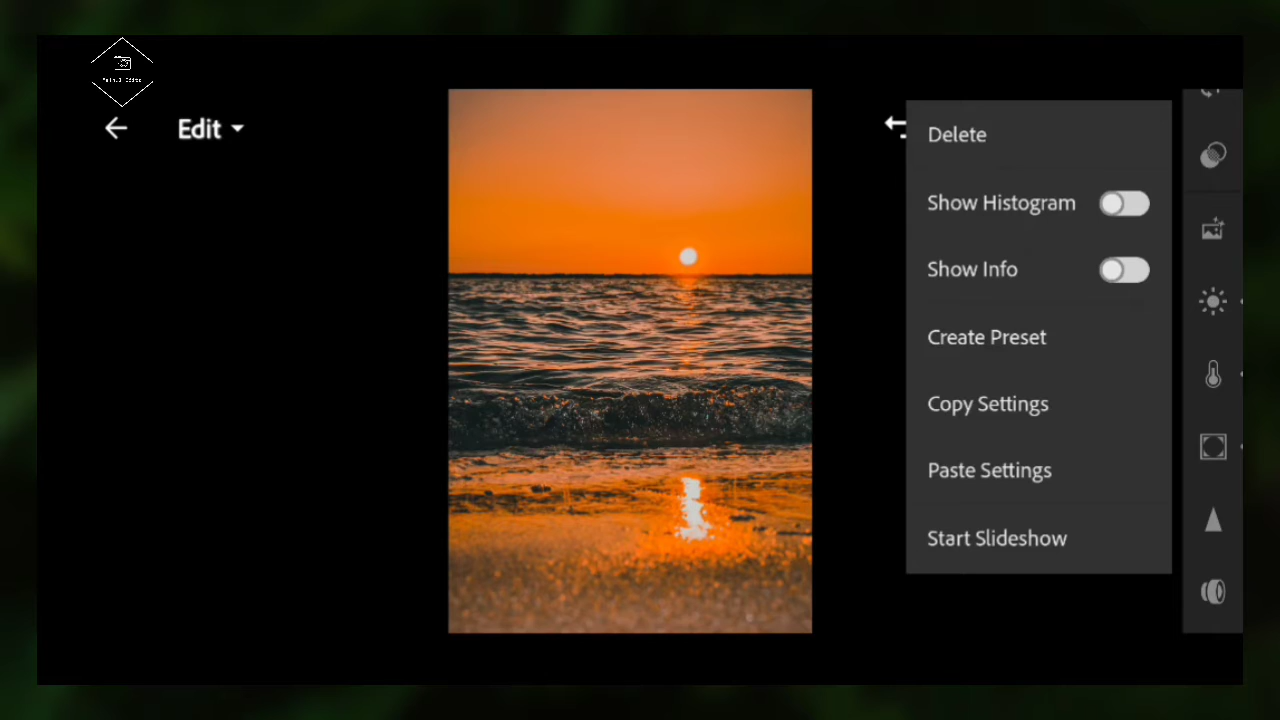 Edit
Delete
Show Histogram
Show Info
Create Preset
Copy Settings
Paste Settings
Start Slideshow